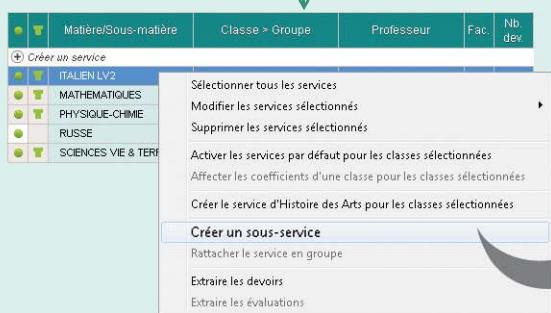 Matière/Sous-matière Classe > Groupe Professeur Fac. Nb. dev.
Créer un service
ITALIEN LV2
MATHEMATIQUES
PHYSIQUE-CHIMIE
RUSSE
SCIENCES VIE & TERR
Sélectionner tous les services
Modifier les services sélectionnés
Supprimer les services sélectionnés
Activer les services par défaut pour les classes sélectionnées
Affecter les coefficients d'une classe pour les classes sélectionnées
Créer le service d'Histoire des Arts pour les classes sélectionnées
Créer un sous-service
Rattacher le service en groupe
Extraire les devoirs
Extraire les évaluations